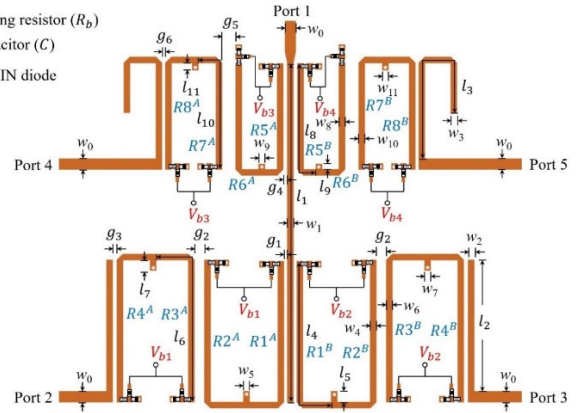 Port 1
ng resistor (R_b)
citor (C)
IN diode
g_6
g_5
w_0
l_11
l_10
R8^A
R7^A
V_b3
R5^A
V_b4
w_8
l_8
R5^B
w_11
R7^B
R8^B
l_3
w_3
w_0
Port 4
w_9
R6^A
g_4
l_9
R6^B
w_10
w_0
Port 5
V_b3
l_1
V_b4
w_1
g_3
g_2
g_1
g_2
w_2
l_7
w_7
R4^A
R3^A
l_6
V_b1
V_b2
w_6
l_2
V_b1
R2^A
R1^A
l_4
R1^B
R2^B
w_4
R3^B
R4^B
V_b2
w_0
Port 2
w_5
l_5
w_0
Port 3